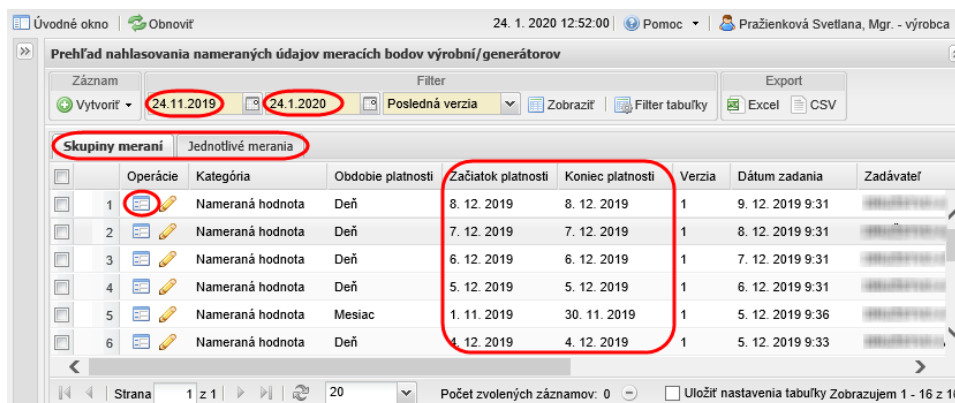 Úvodné okno Obnoviť 24. 1. 2020 12:52:00 Pomoc Pražienková Svetlana, Mgr. - výrobca
Prehľad nahlasovania nameraných údajov meracích bodov výrobní/generátorov
Záznam Filter Export
Vytvoriť 24.11.2019 24.1.2020 Posledná verzia Zobraziť Filter tabuľky Excel CSV
Skupiny meraní Jednotlivé merania
Operácie Kategória Obdobie platnosti Začiatok platnosti Koniec platnosti Verzia Dátum zadania Zadávateľ
1 Nameraná hodnota Deň 8. 12. 2019 8. 12. 2019 1 9. 12. 2019 9:31
2 Nameraná hodnota Deň 7. 12. 2019 7. 12. 2019 1 8. 12. 2019 9:31
3 Nameraná hodnota Deň 6. 12. 2019 6. 12. 2019 1 7. 12. 2019 9:31
4 Nameraná hodnota Deň 5. 12. 2019 5. 12. 2019 1 6. 12. 2019 9:31
5 Nameraná hodnota Mesiac 1. 11. 2019 30. 11. 2019 1 5. 12. 2019 9:36
6 Nameraná hodnota Deň 4. 12. 2019 4. 12. 2019 1 5. 12. 2019 9:33
Strana 1 z 1 20 Počet zvolených záznamov: 0 Uložiť nastavenia tabuľky Zobrazujem 1 - 16 z